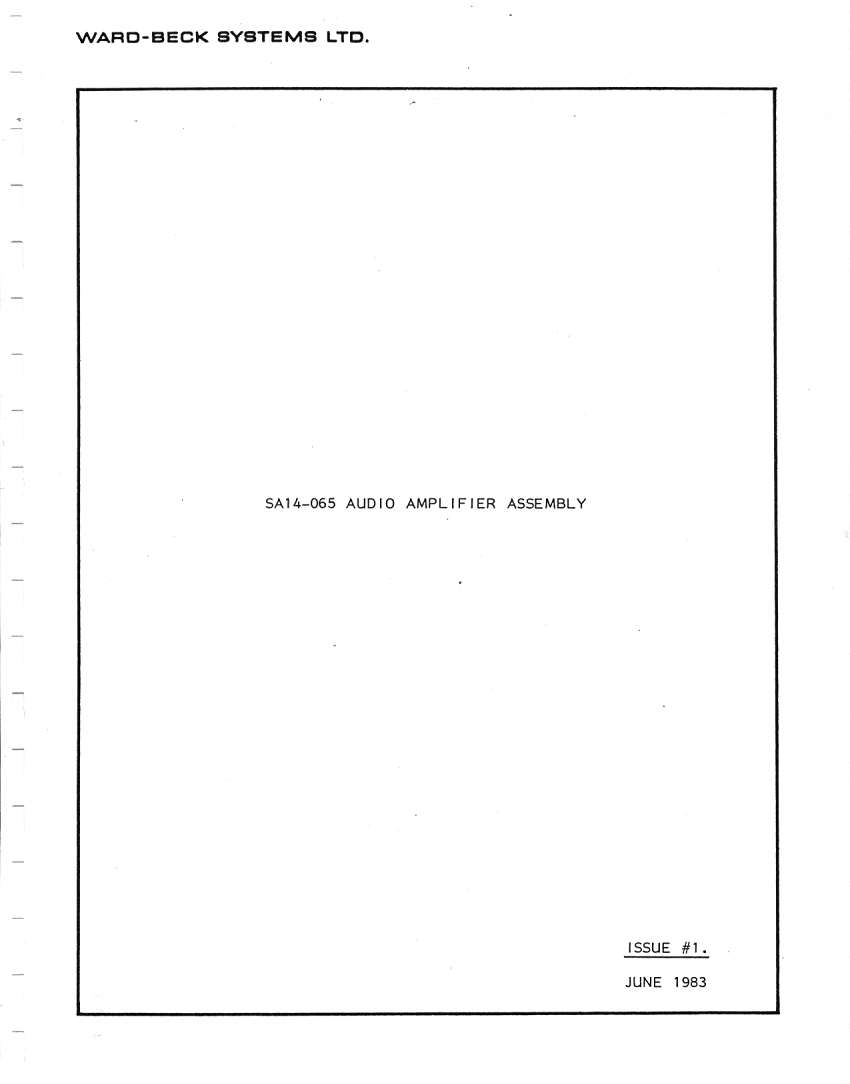 WARD-BECK SYSTEMS LTD.
SA14-065 AUDIO AMPLIFIER ASSEMBLY
ISSUE #1.
JUNE 1983